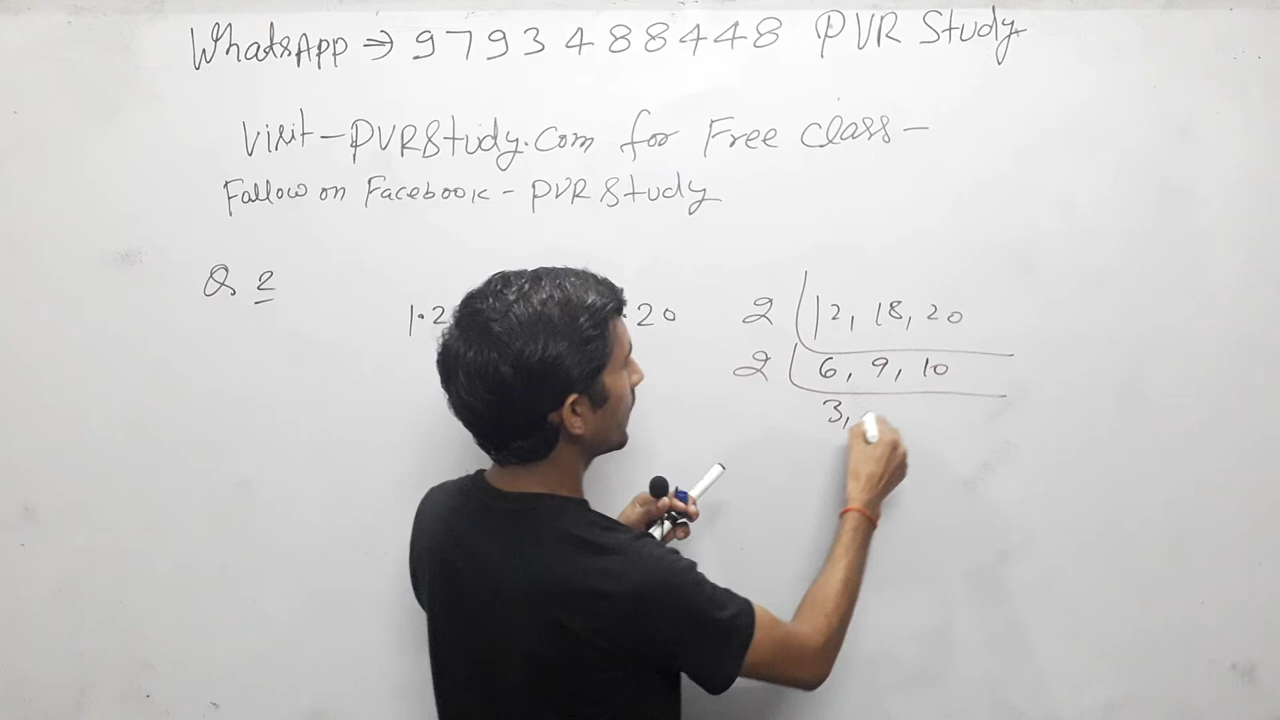 WhatsApp ⇒ 9793488448 PVR Study
Visit-PVRStudy.Com for Free class-
Follow on Facebook - PVR Study
Q. 2
1.2 .20
2 12, 18, 20
2 6, 9, 10
3,